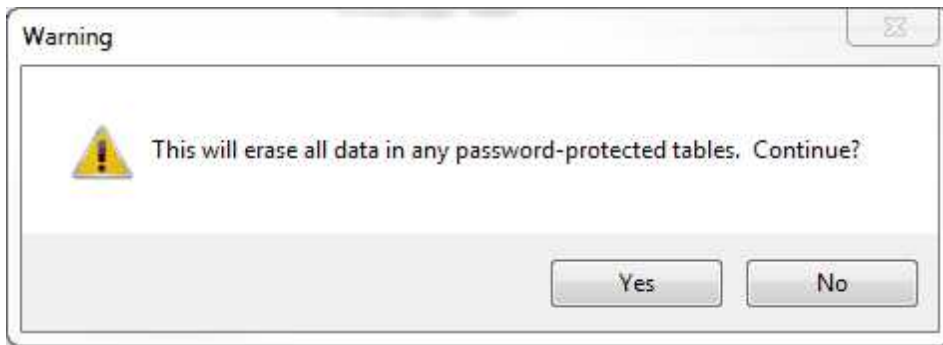 Warning
This will erase all data in any password-protected tables.  Continue?
Yes
No